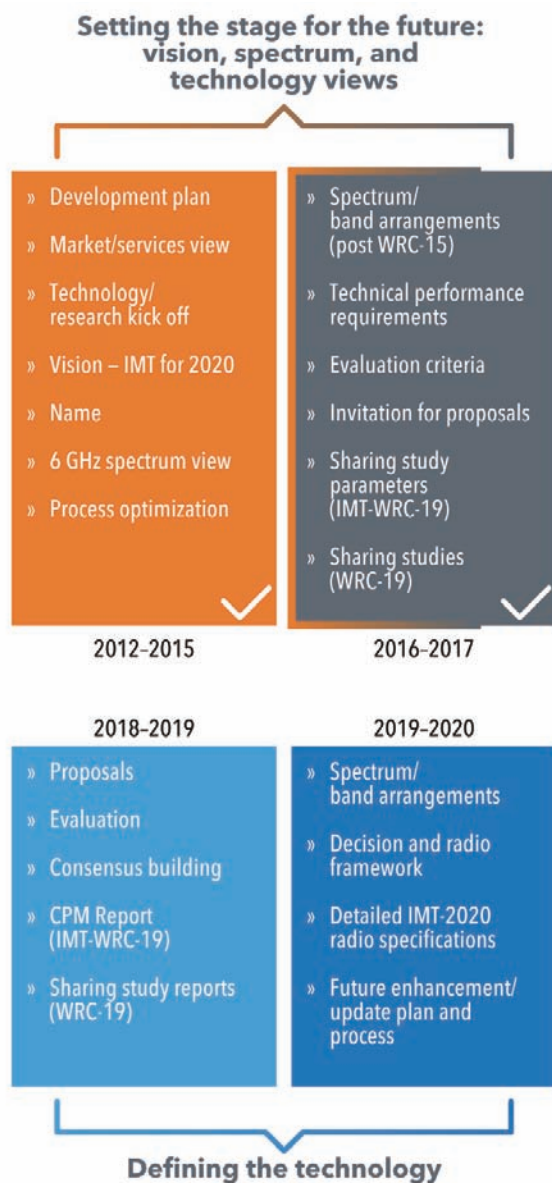 Setting the stage for the future:
vision, spectrum, and
technology views
» Development plan
» Market/services view
» Technology/
research kick off
» Vision – IMT for 2020
» Name
» 6 GHz spectrum view
» Process optimization
2012–2015
» Spectrum/
band arrangements
(post WRC-15)
» Technical performance
requirements
» Evaluation criteria
» Invitation for proposals
» Sharing study
parameters
(IMT-WRC-19)
» Sharing studies
(WRC-19)
2016–2017
2018–2019
» Proposals
» Evaluation
» Consensus building
» CPM Report
(IMT-WRC-19)
» Sharing study reports
(WRC-19)
2019–2020
» Spectrum/
band arrangements
» Decision and radio
framework
» Detailed IMT-2020
radio specifications
» Future enhancement/
update plan and
process
Defining the technology